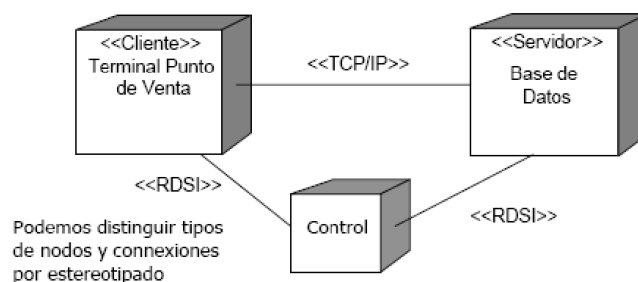 <<Cliente>>
Terminal Punto
de Venta
<<TCP/IP>>
<<Servidor>>
Base de
Datos
<<RDSI>>
Control
<<RDSI>>
Podemos distinguir tipos
de nodos y connexiones
por estereotipado